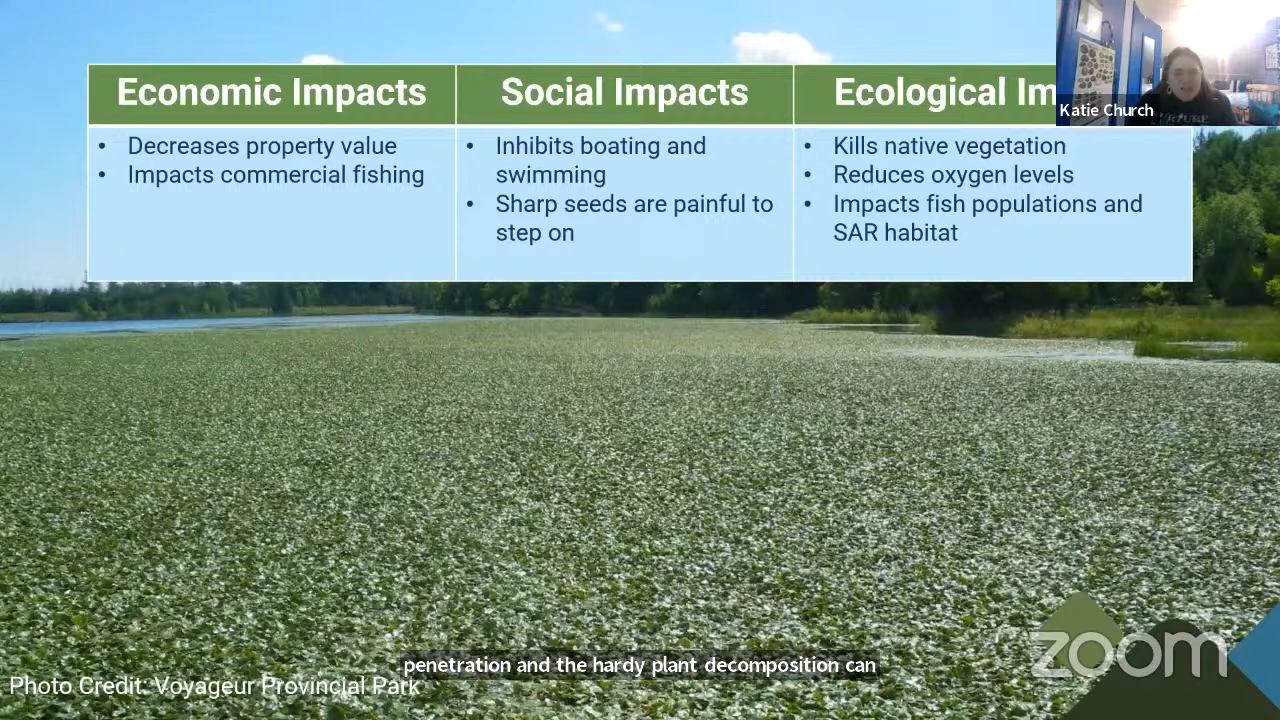 Economic Impacts
Social Impacts
Ecological Im
Katie Church
• Decreases property value
• Impacts commercial fishing
• Inhibits boating and
swimming
• Sharp seeds are painful to
step on
• Kills native vegetation
• Reduces oxygen levels
• Impacts fish populations and
SAR habitat
penetration and the hardy plant decomposition can
Photo Credit: Voyageur Provincial Park
zoom